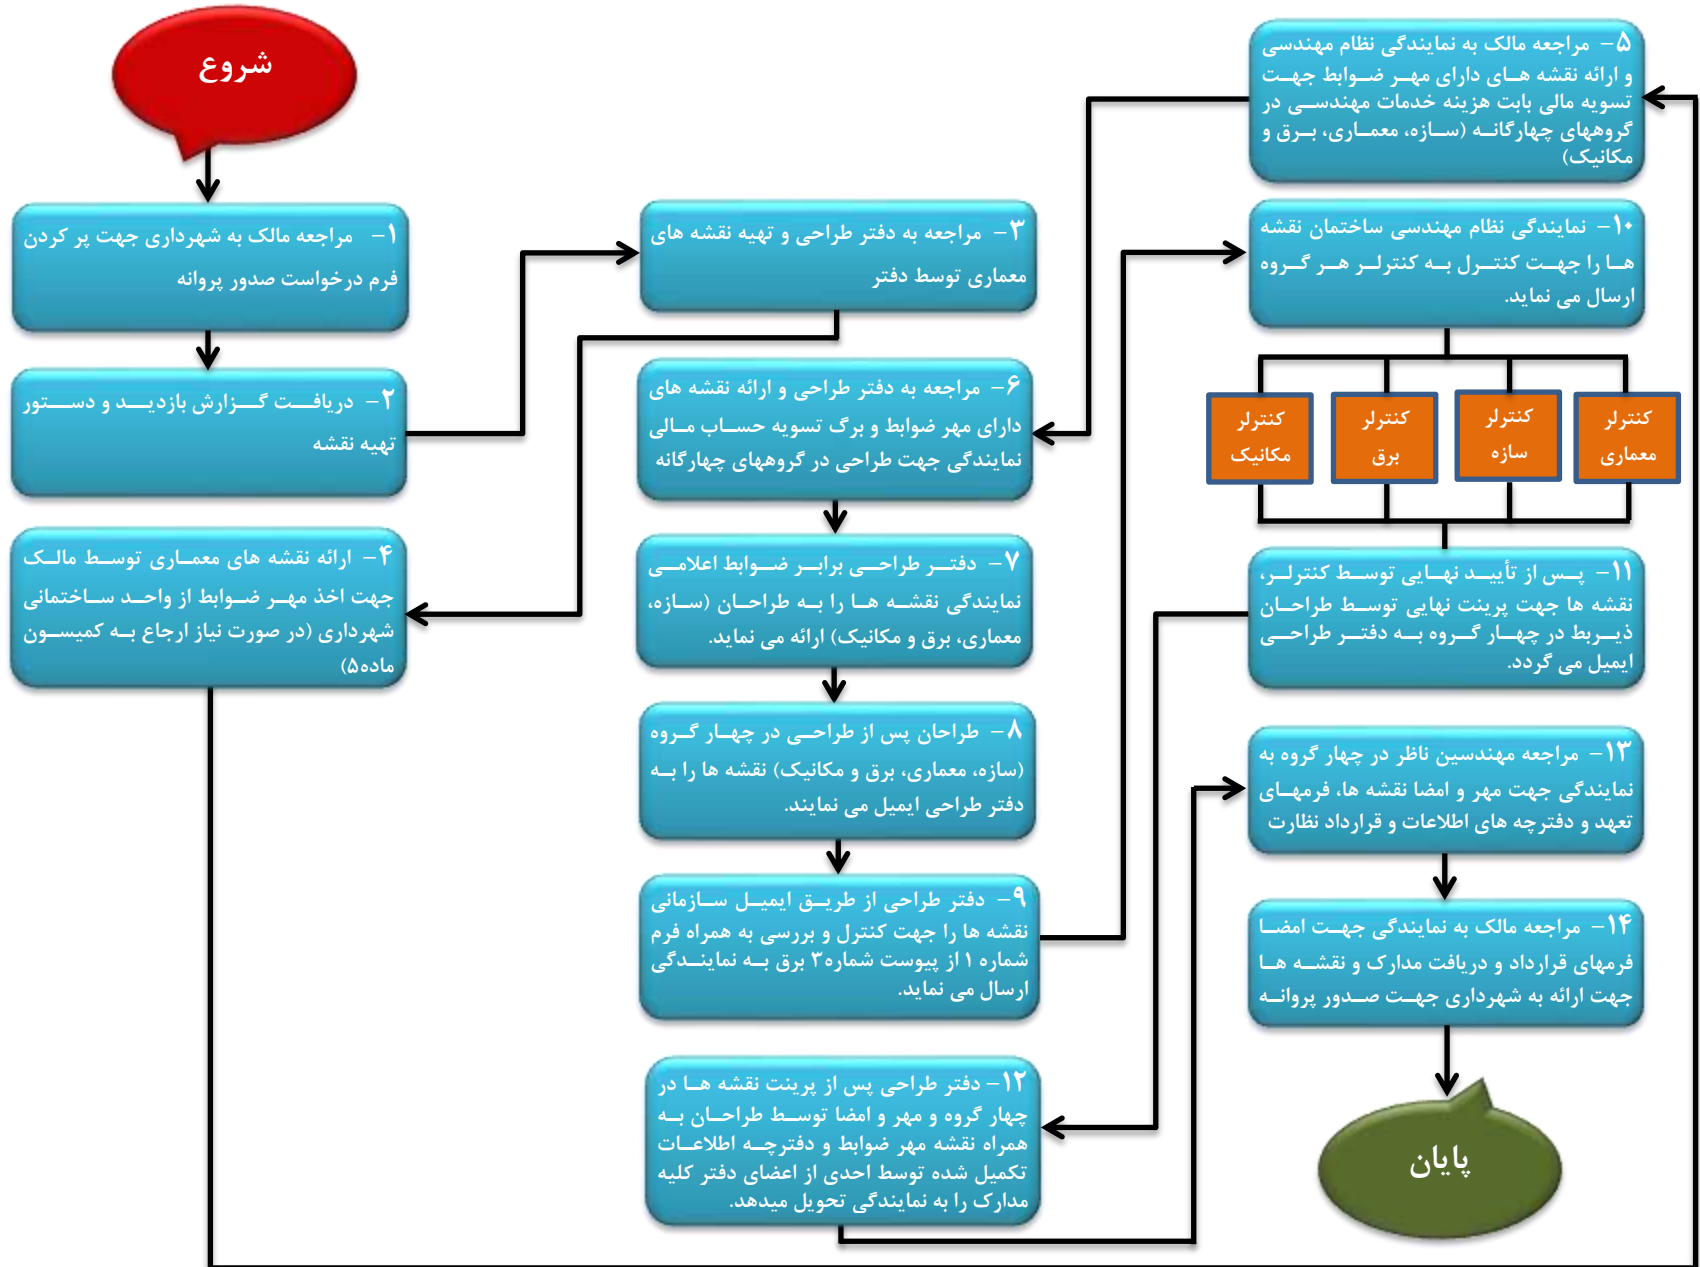 شروع
۱- مراجعه مالک به شهرداری جهت پر کردن
فرم درخواست صدور پروانه
۲- دریافت گزارش بازدید و دستور
تهیه نقشه
۳- مراجعه به دفتر طراحی و تهیه نقشه های
معماری توسط دفتر
۴- ارائه نقشه های معماری توسط مالک
جهت اخذ مهر ضوابط از واحد ساختمانی
شهرداری (در صورت نیاز ارجاع به کمیسون
ماده۵)
۵- مراجعه مالک به نمایندگی نظام مهندسی
و ارائه نقشه های دارای مهر ضوابط جهت
تسویه مالی بابت هزینه خدمات مهندسی در
گروههای چهارگانه (سازه، معماری، برق و
مکانیک)
۶- مراجعه به دفتر طراحی و ارائه نقشه های
دارای مهر ضوابط و برگ تسویه حساب مالی
نمایندگی جهت طراحی در گروههای چهارگانه
۷- دفتر طراحی برابر ضوابط اعلامی
نمایندگی نقشه ها را به طراحان (سازه،
معماری، برق و مکانیک) ارائه می نماید.
۸- طراحان پس از طراحی در چهار گروه
(سازه، معماری، برق و مکانیک) نقشه ها را به
دفتر طراحی ایمیل می نمایند.
۹- دفتر طراحی از طریق ایمیل سازمانی
نقشه ها را جهت کنترل و بررسی به همراه فرم
شماره ۱ از پیوست شماره۳ برق به نمایندگی
ارسال می نماید.
۱۰- نمایندگی نظام مهندسی ساختمان نقشه
ها را جهت کنترل به کنترلر هر گروه
ارسال می نماید.
کنترلر
معماری
کنترلر
سازه
کنترلر
برق
کنترلر
مکانیک
۱۱- پس از تأیید نهایی توسط کنترلر،
نقشه ها جهت پرینت نهایی توسط طراحان
ذیربط در چهار گروه به دفتر طراحی
ایمیل می گردد.
۱۲- دفتر طراحی پس از پرینت نقشه ها در
چهار گروه و مهر و امضا توسط طراحان به
همراه نقشه مهر ضوابط و دفترچه اطلاعات
تکمیل شده توسط احدی از اعضای دفتر کلیه
مدارک را به نمایندگی تحویل میدهد.
۱۳- مراجعه مهندسین ناظر در چهار گروه به
نمایندگی جهت مهر و امضا نقشه ها، فرمهای
تعهد و دفترچه های اطلاعات و قرارداد نظارت
۱۴- مراجعه مالک به نمایندگی جهت امضا
فرمهای قرارداد و دریافت مدارک و نقشه ها
جهت ارائه به شهرداری جهت صدور پروانه
پایان